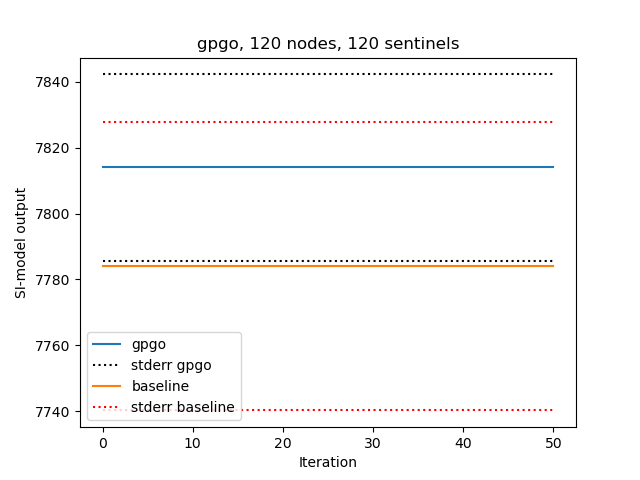 gpgo, 120 nodes, 120 sentinels
SI-model output
7840
7820
7800
7780
7760
7740
gpgo
stderr gpgo
baseline
stderr baseline
0 10 20 30 40 50
Iteration